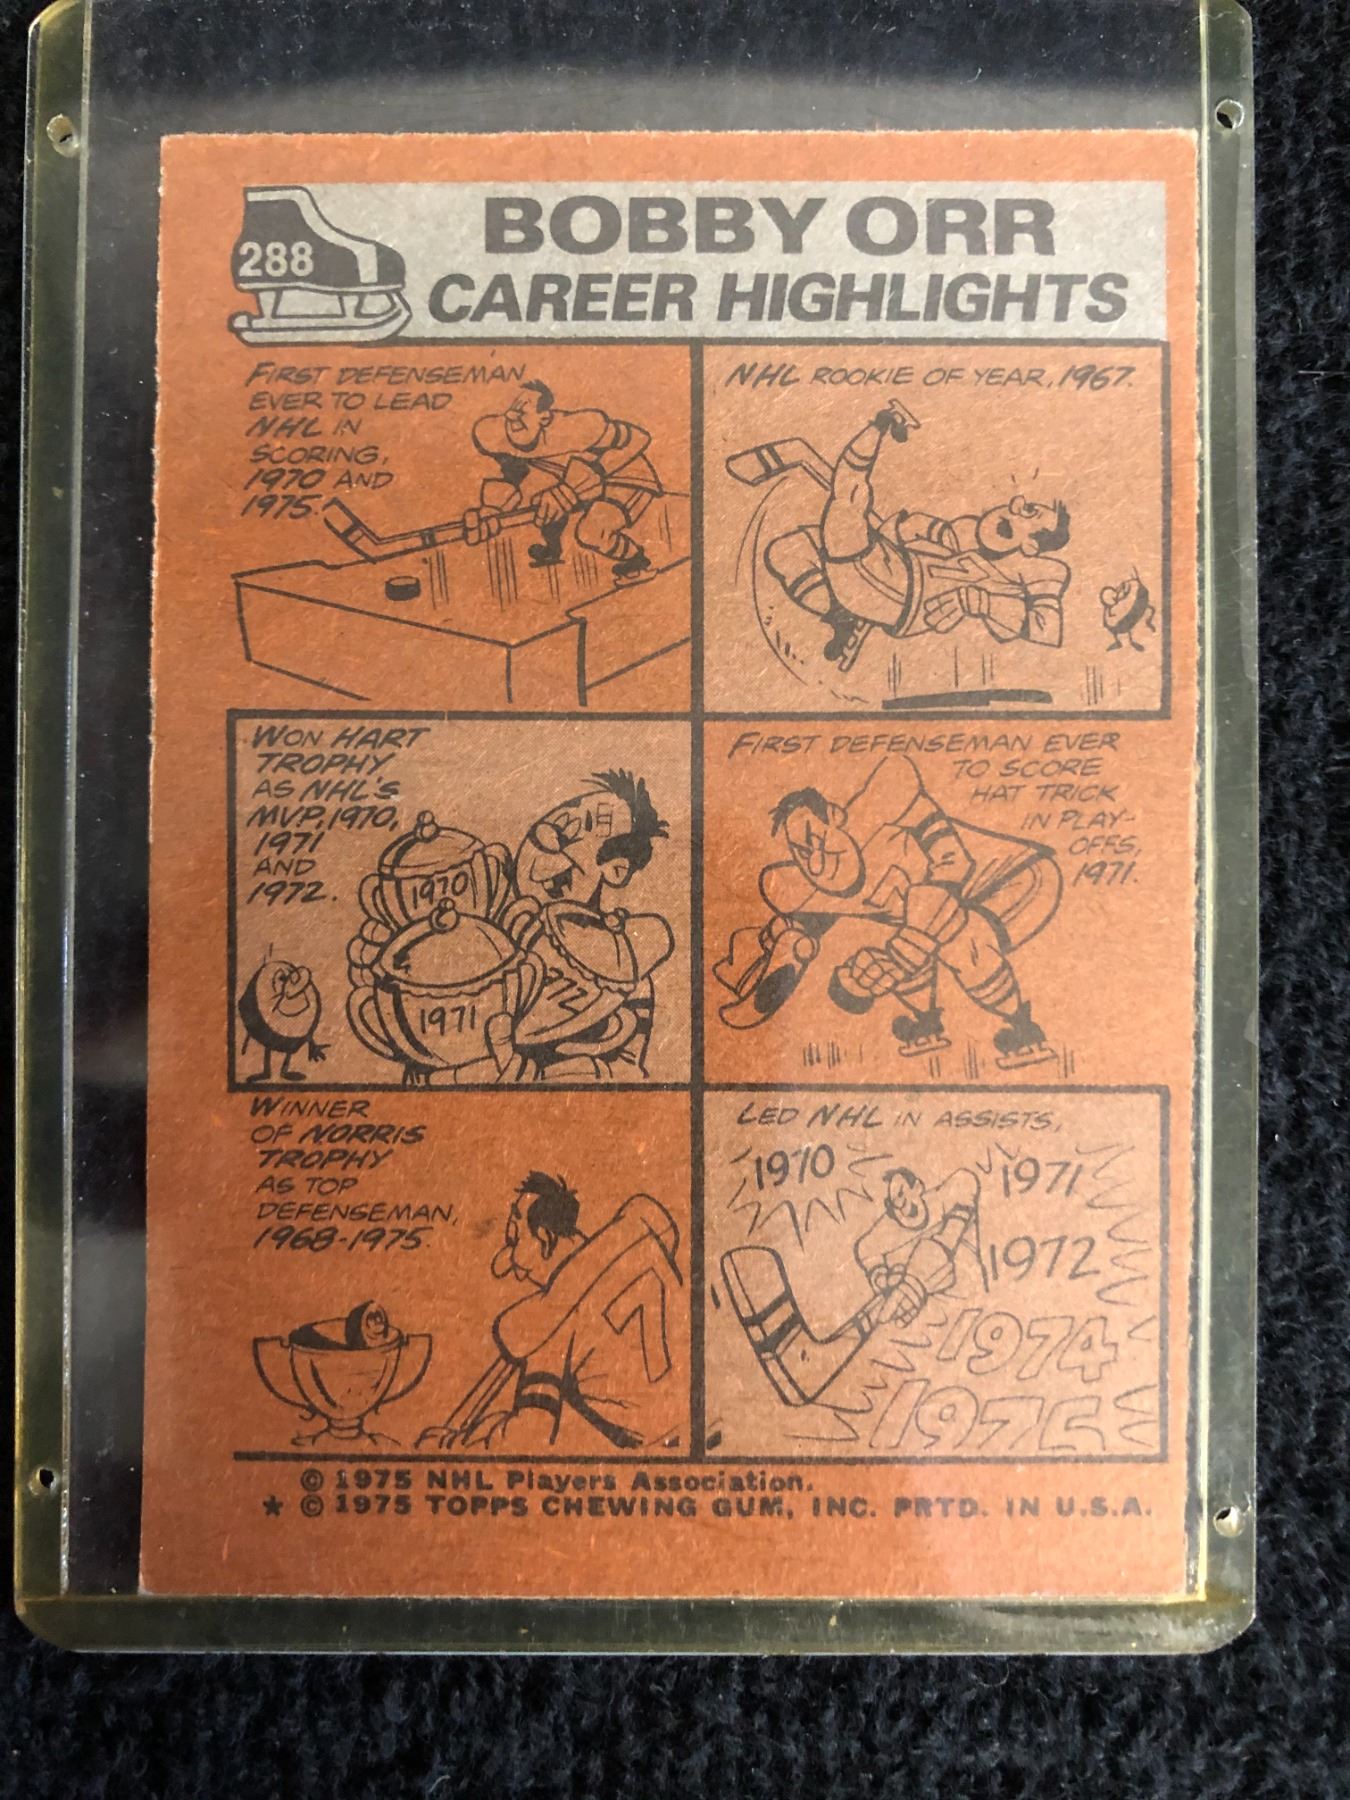 288
BOBBY ORR
CAREER HIGHLIGHTS
FIRST DEFENSEMAN
EVER TO LEAD
NHL IN
SCORING,
1970 AND
1975.
NHL ROOKIE OF YEAR, 1967.
WON HART
TROPHY
AS NHL'S
MVP, 1970,
1971
AND
1972.
1970
1971
72
FIRST DEFENSEMAN EVER
TO SCORE
HAT TRICK
IN PLAY-
OFFS,
1971.
7
WINNER
OF NORRIS
TROPHY
AS TOP
DEFENSEMAN,
1968-1975.
7
LED NHL IN ASSISTS,
1970
1971
1972
1974
1975
© 1975 NHL Players Association.
★ © 1975 TOPPS CHEWING GUM, INC. PRTD. IN U.S.A.